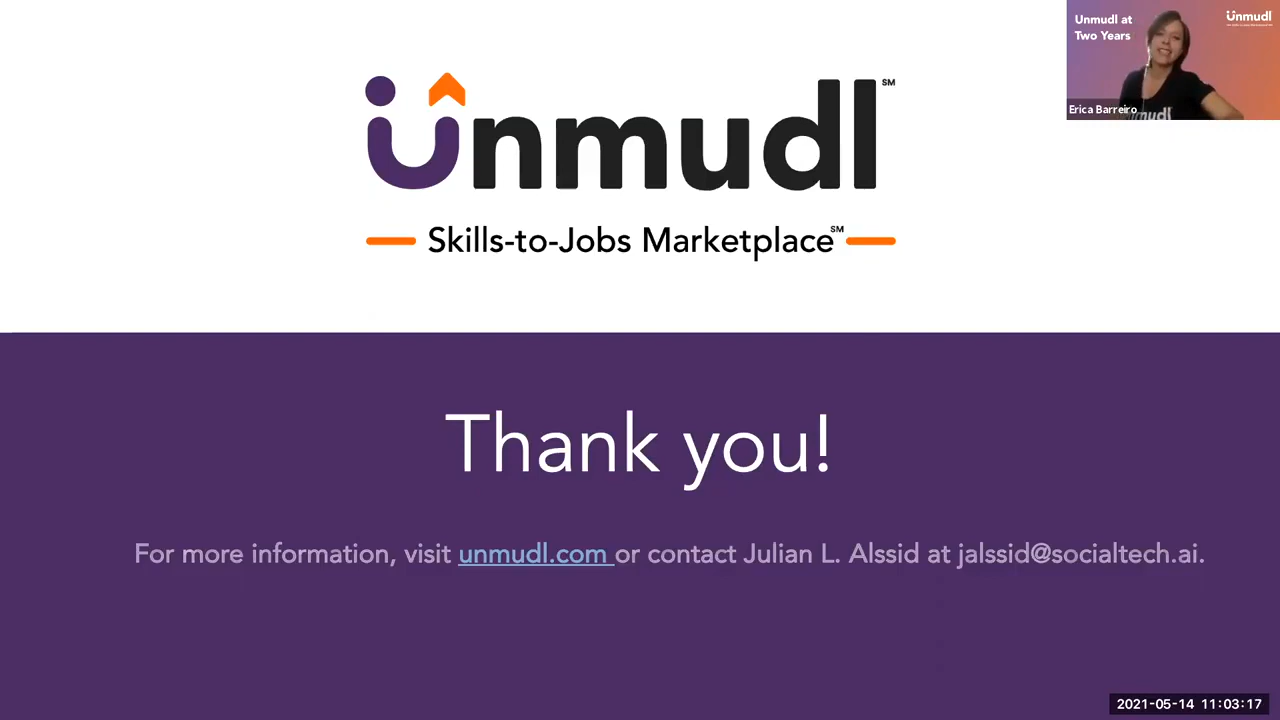 Unmudl at
Two Years
Unmudl
Erica Barreiro
Unmudl SM
Skills-to-Jobs Marketplace SM
Thank you!
For more information, visit unmudl.com or contact Julian L. Alssid at jalssid@socialtech.ai.
2021-05-14 11:03:17